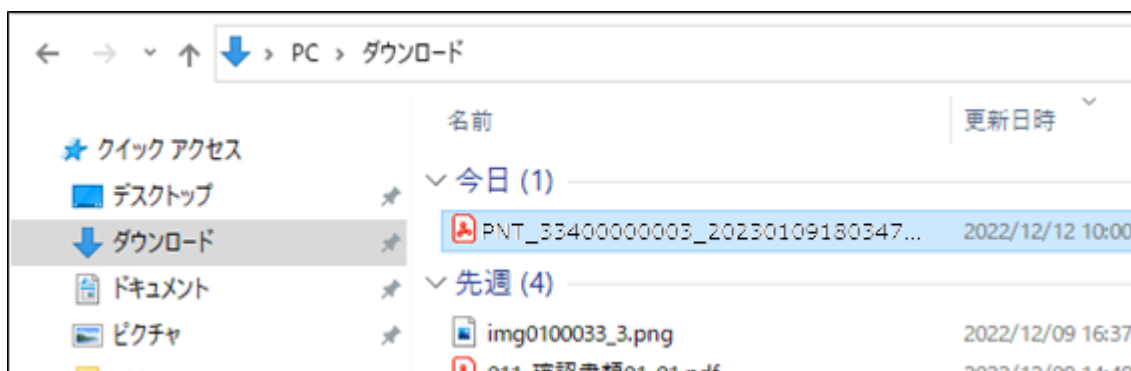 PC > ダウンロード
名前 更新日時
クイック アクセス
今日 (1)
デスクトップ
PNT_33400000003_20230109180347... 2022/12/12 10:00
ダウンロード
先週 (4)
ドキュメント
img0100033_3.png 2022/12/09 16:37
ピクチャ